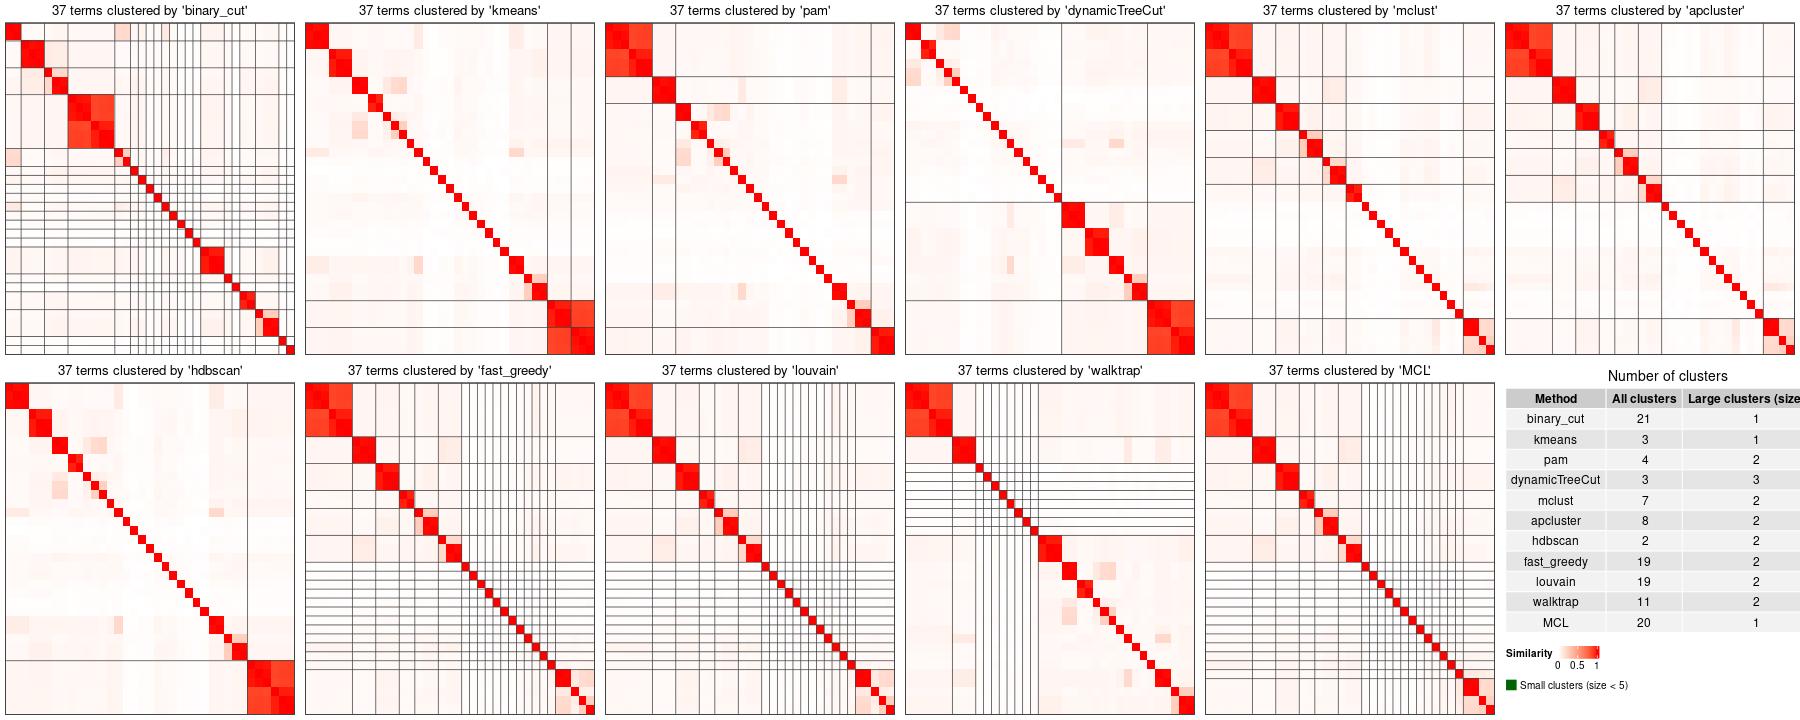 37 terms clustered by 'binary_cut'
37 terms clustered by 'kmeans'
37 terms clustered by 'pam'
37 terms clustered by 'dynamicTreeCut'
37 terms clustered by 'mclust'
37 terms clustered by 'apcluster'
37 terms clustered by 'hdbscan'
37 terms clustered by 'fast_greedy'
37 terms clustered by 'louvain'
37 terms clustered by 'walktrap'
37 terms clustered by 'MCL'
Number of clusters
Method All clusters Large clusters (size
binary_cut 21 1
kmeans 3 1
pam 4 2
dynamicTreeCut 3 3
mclust 7 2
apcluster 8 2
hdbscan 2 2
fast_greedy 19 2
louvain 19 2
walktrap 11 2
MCL 20 1
Similarity
0 0.5 1
Small clusters (size < 5)